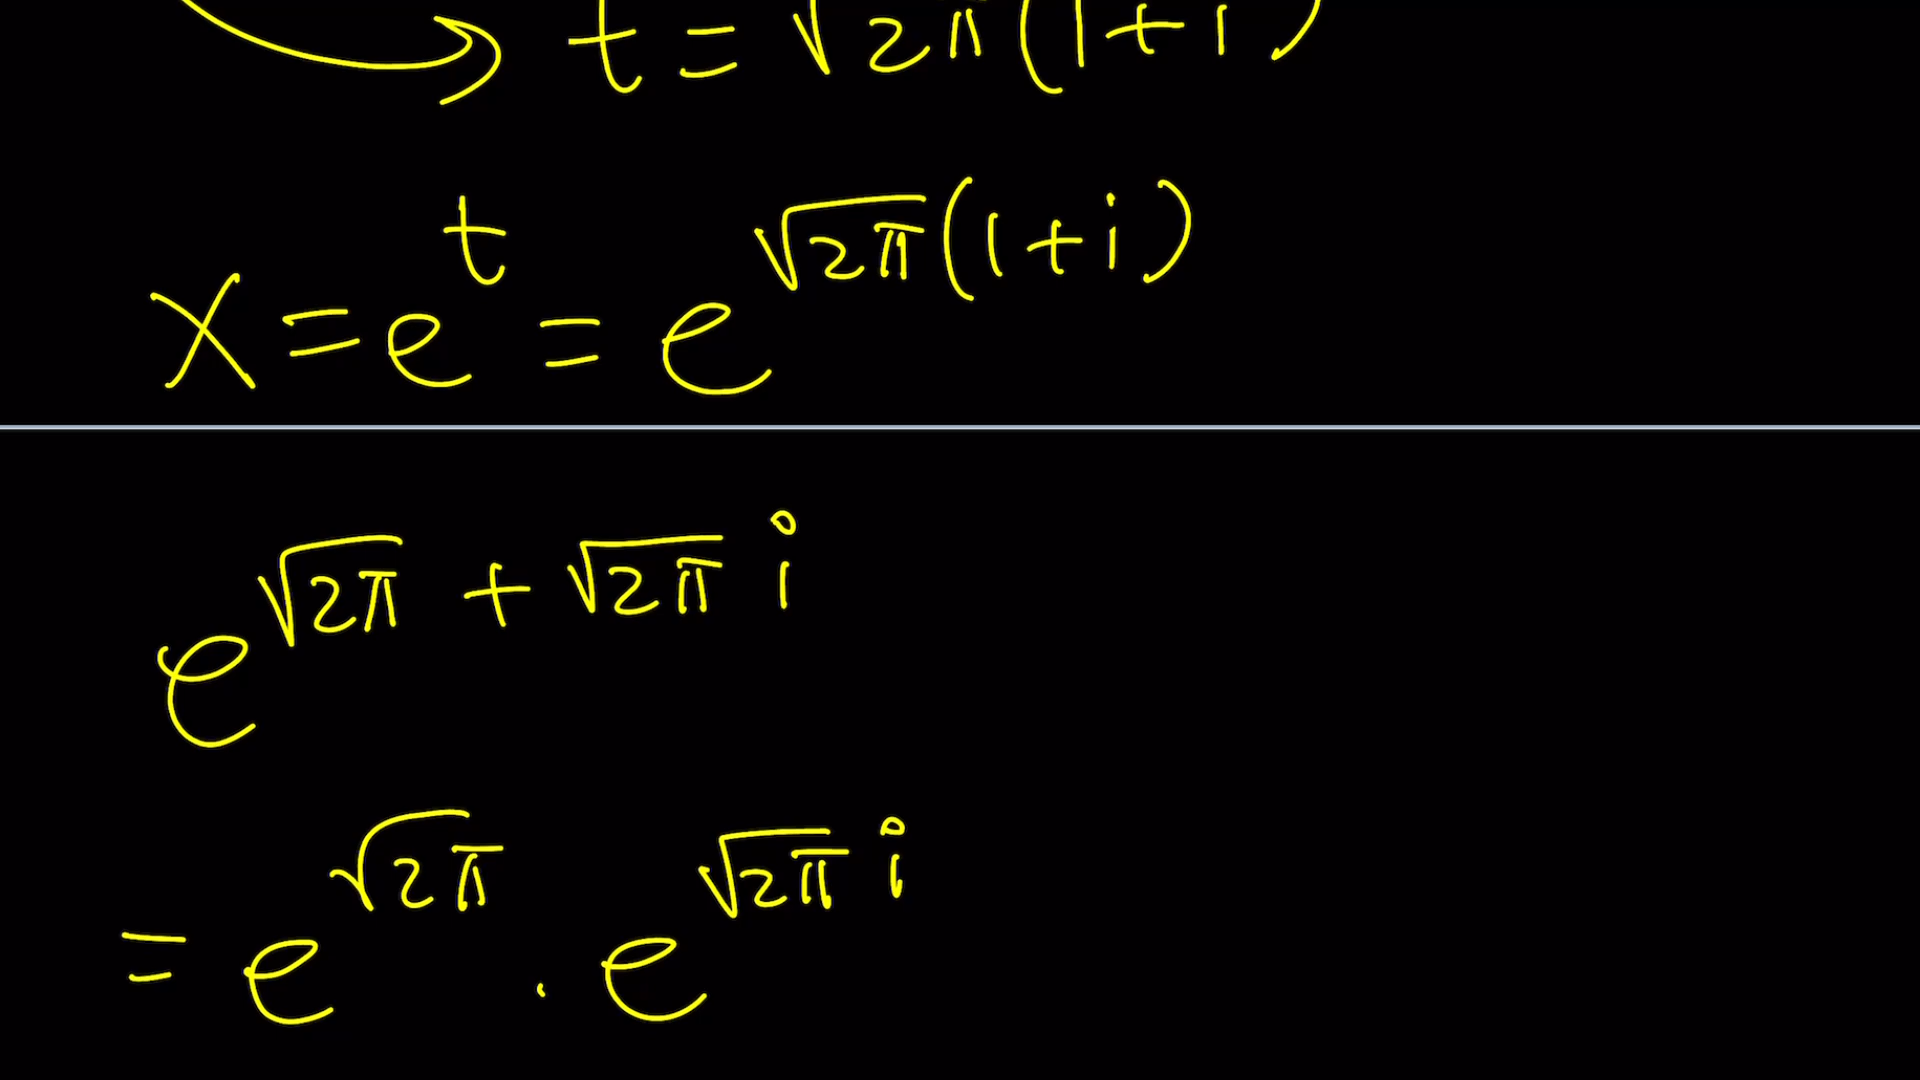 t = √2π (1 + i)
x = e^t = e^{√2π (1 + i)}
e^{√2π + √2π i}
= e^{√2π} · e^{√2π i}